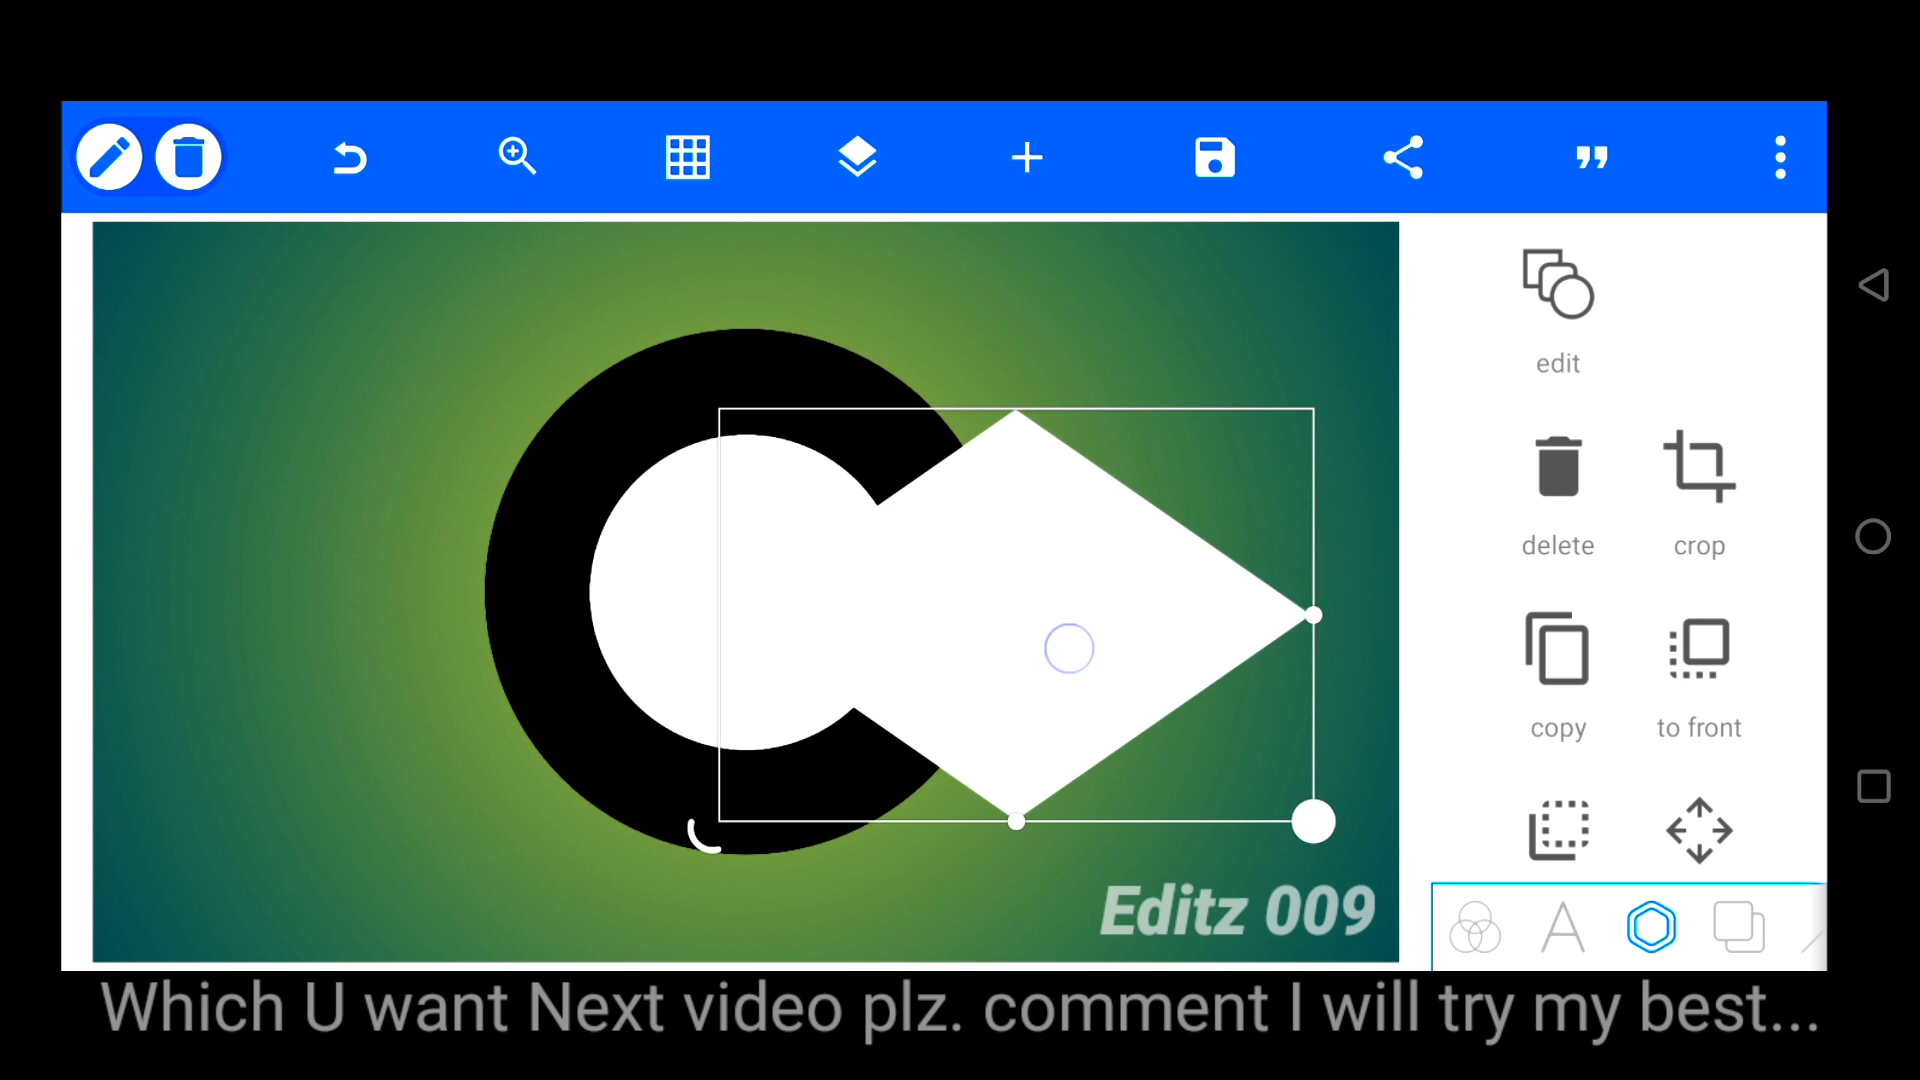 edit
delete crop
copy to front
Editz 009
Which U want Next video plz. comment I will try my best...